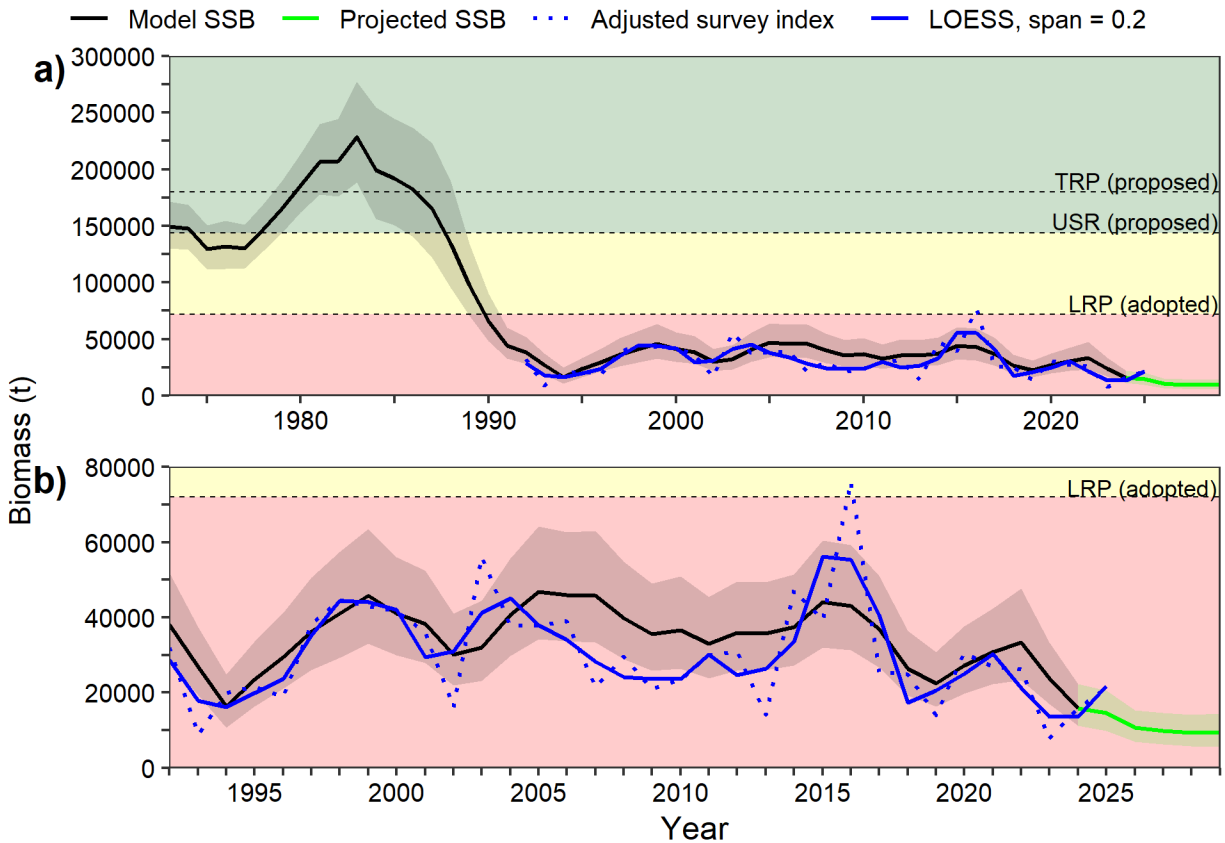 Model SSB Projected SSB Adjusted survey index LOESS, span = 0.2
a)
300000
250000
200000
150000
100000
50000
0
TRP (proposed)
USR (proposed)
LRP (adopted)
1980 1990 2000 2010 2020
Biomass (t)
b)
80000
60000
40000
20000
0
LRP (adopted)
1995 2000 2005 2010 2015 2020 2025
Year